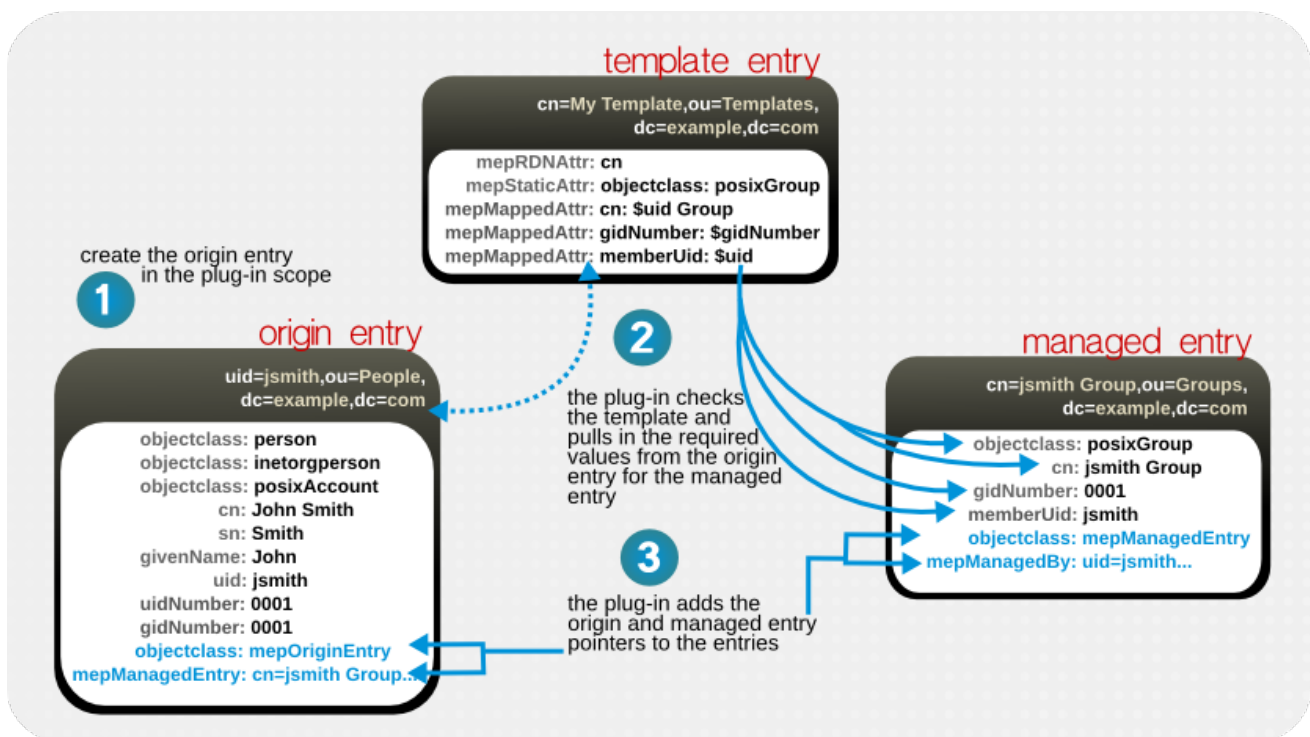 template entry
cn=My Template,ou=Templates,
dc=example,dc=com
mepRDNAttr: cn
mepStaticAttr: objectclass: posixGroup
mepMappedAttr: cn: $uid Group
mepMappedAttr: gidNumber: $gidNumber
mepMappedAttr: memberUid: $uid
create the origin entry
in the plug-in scope
1
origin entry
uid=jsmith,ou=People,
dc=example,dc=com
objectclass: person
objectclass: inetorgperson
objectclass: posixAccount
cn: John Smith
sn: Smith
givenName: John
uid: jsmith
uidNumber: 0001
gidNumber: 0001
objectclass: mepOriginEntry
mepManagedEntry: cn=jsmith Group...
2
the plug-in checks
the template and
pulls in the required
values from the origin
entry for the managed
entry
3
the plug-in adds the
origin and managed entry
pointers to the entries
managed entry
cn=jsmith Group,ou=Groups,
dc=example,dc=com
objectclass: posixGroup
cn: jsmith Group
gidNumber: 0001
memberUid: jsmith
objectclass: mepManagedEntry
mepManagedBy: uid=jsmith...